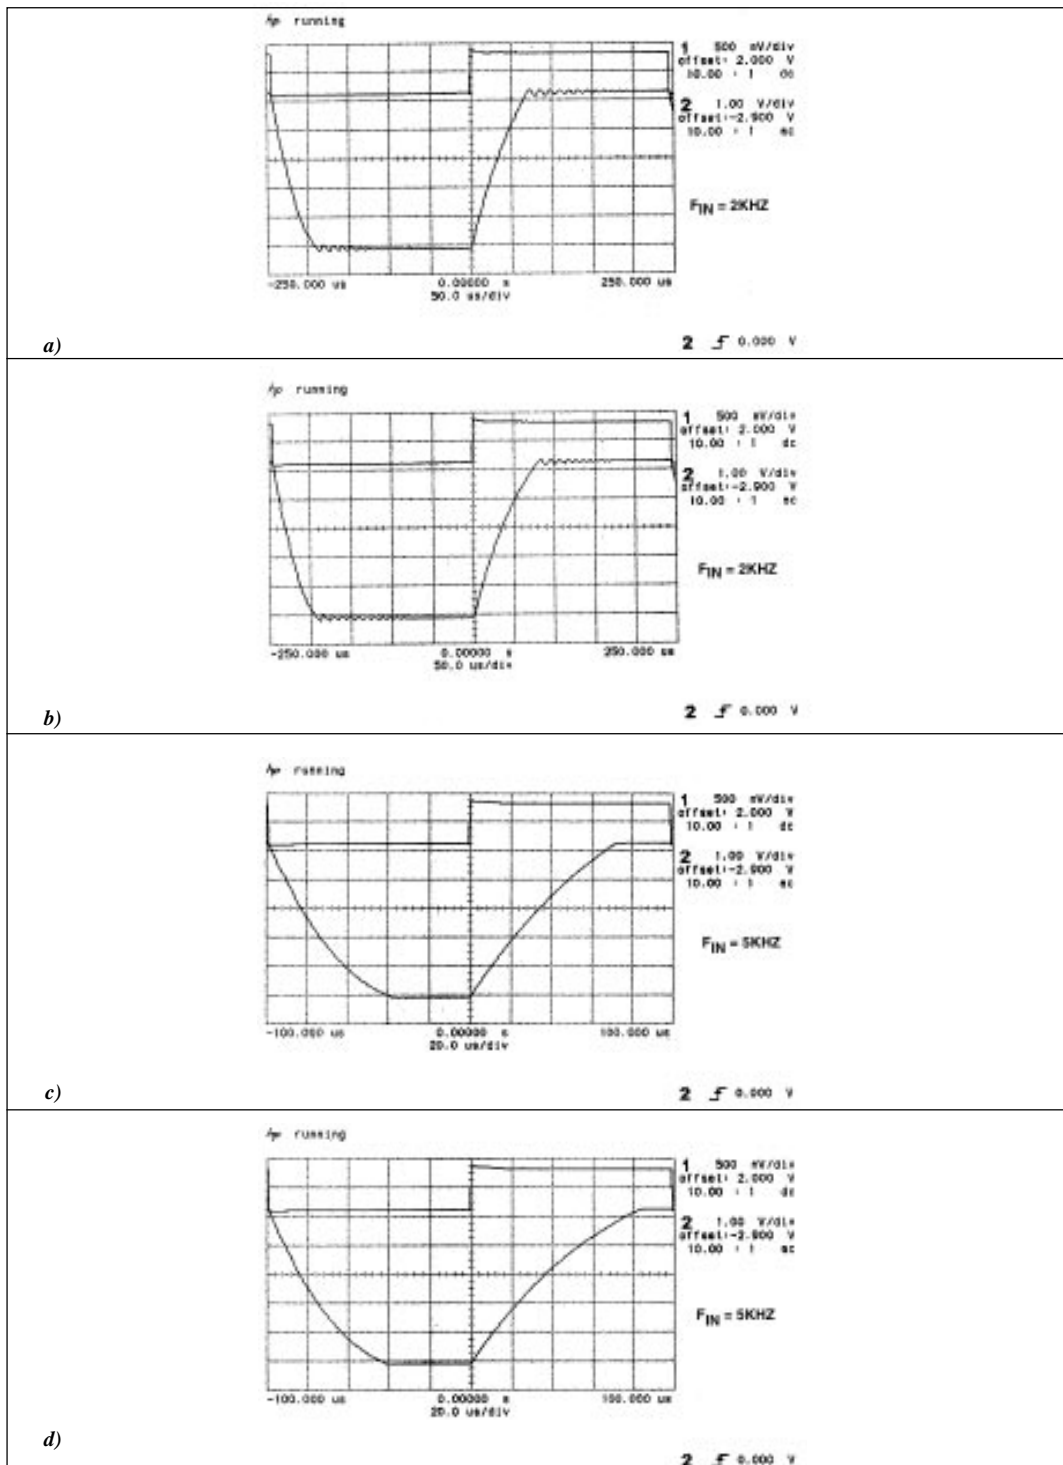 hp running
1 500 mV/div
offset: 2.000 V
10.00 : 1 dc
2 1.00 V/div
offset:-2.900 V
10.00 : 1 ac
FIN = 2KHZ
-250.000 us 0.00000 s 250.000 us
50.0 us/div
a)
2 0.000 V
hp running
1 500 mV/div
offset: 2.000 V
10.00 : 1 dc
2 1.00 V/div
offset:-2.900 V
10.00 : 1 ac
FIN = 2KHZ
-250.000 us 0.00000 s 250.000 us
50.0 us/div
b)
2 0.000 V
hp running
1 500 mV/div
offset: 2.000 V
10.00 : 1 dc
2 1.00 V/div
offset:-2.900 V
10.00 : 1 ac
FIN = 5KHZ
-100.000 us 0.00000 s 100.000 us
20.0 us/div
c)
2 0.000 V
hp running
1 500 mV/div
offset: 2.000 V
10.00 : 1 dc
2 1.00 V/div
offset:-2.900 V
10.00 : 1 ac
FIN = 5KHZ
-100.000 us 0.00000 s 100.000 us
20.0 us/div
d)
2 0.000 V